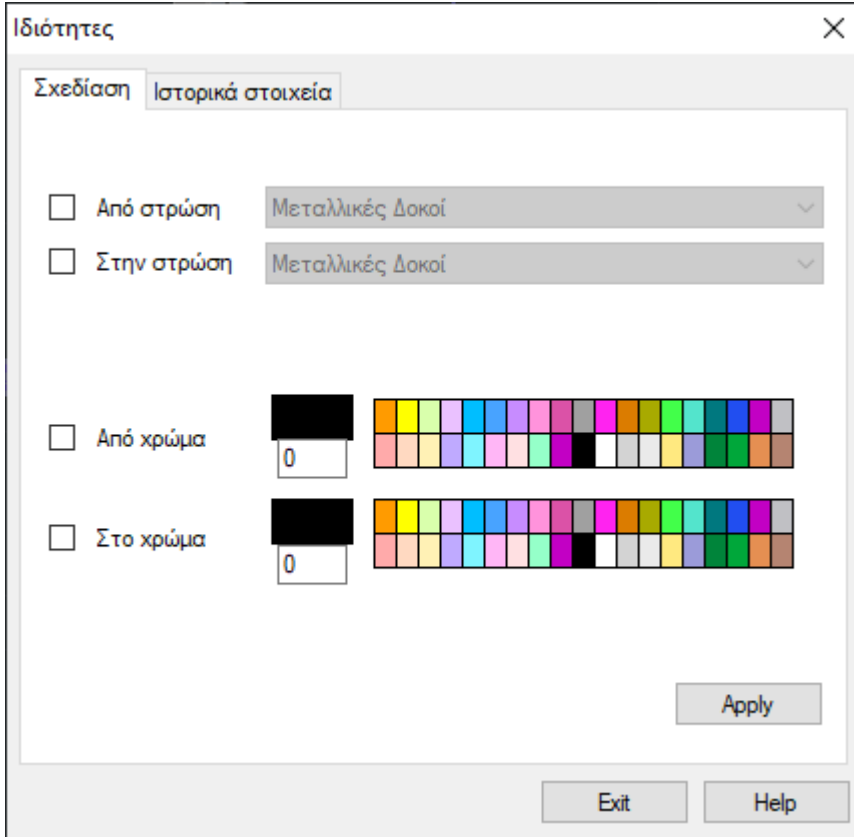 Ιδιότητες
Σχεδίαση Ιστορικά στοιχεία
Από στρώση Μεταλλικές Δοκοί
Στην στρώση Μεταλλικές Δοκοί
Από χρώμα
0
Στο χρώμα
0
Apply
Exit Help